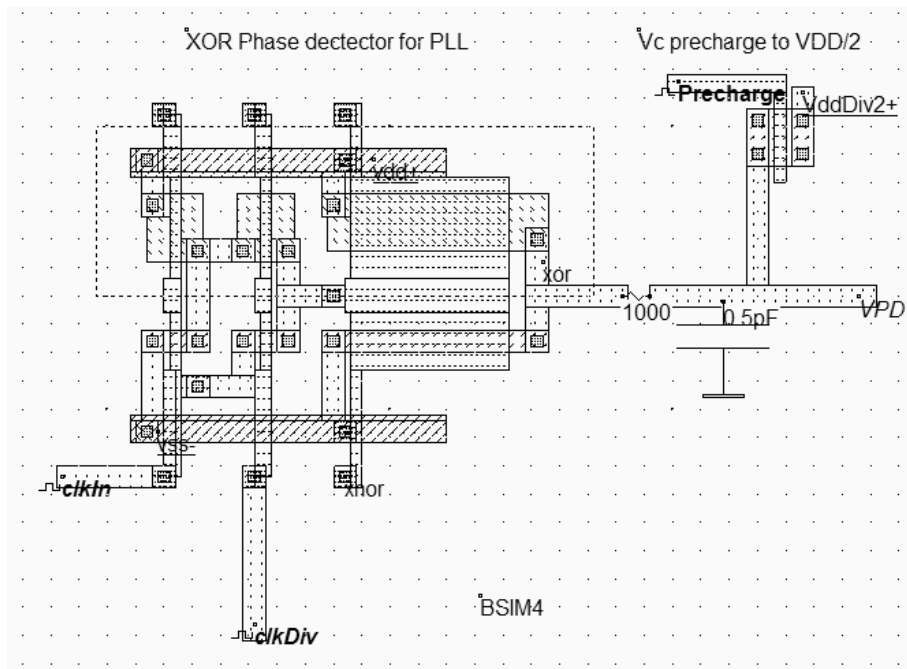 XOR Phase dectector for PLL
Vc precharge to VDD/2
Precharge
VddDiv2+
vdd+
xor
1000
0.5pF
VPD
vss-
clkIn
xnor
BSIM4
clkDiv